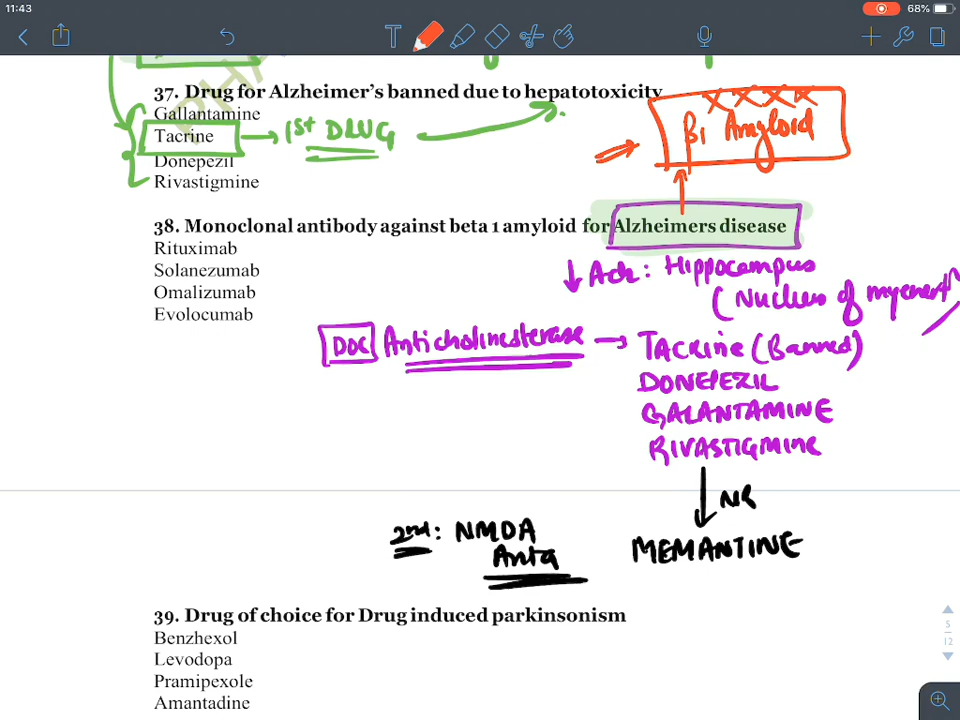 11:43
68%
T
37. Drug for Alzheimer's banned due to hepatotoxicity
Gallantamine
Tacrine → 1st DRUG
Donepezil
Rivastigmine
β1 Amyloid
38. Monoclonal antibody against beta 1 amyloid for Alzheimers disease
Rituximab
Solanezumab
Omalizumab
Evolocumab
↓ Ach : Hippocampus
(Nucleus of
DOC Anticholinesterase → TACRINE (Banned)
DONEPEZIL
GALANTAMINE
RIVASTIGMINE
↓ NR
2nd : NMDA
Anta
MEMANTINE
39. Drug of choice for Drug induced parkinsonism
Benzhexol
Levodopa
Pramipexole
Amantadine
5
12